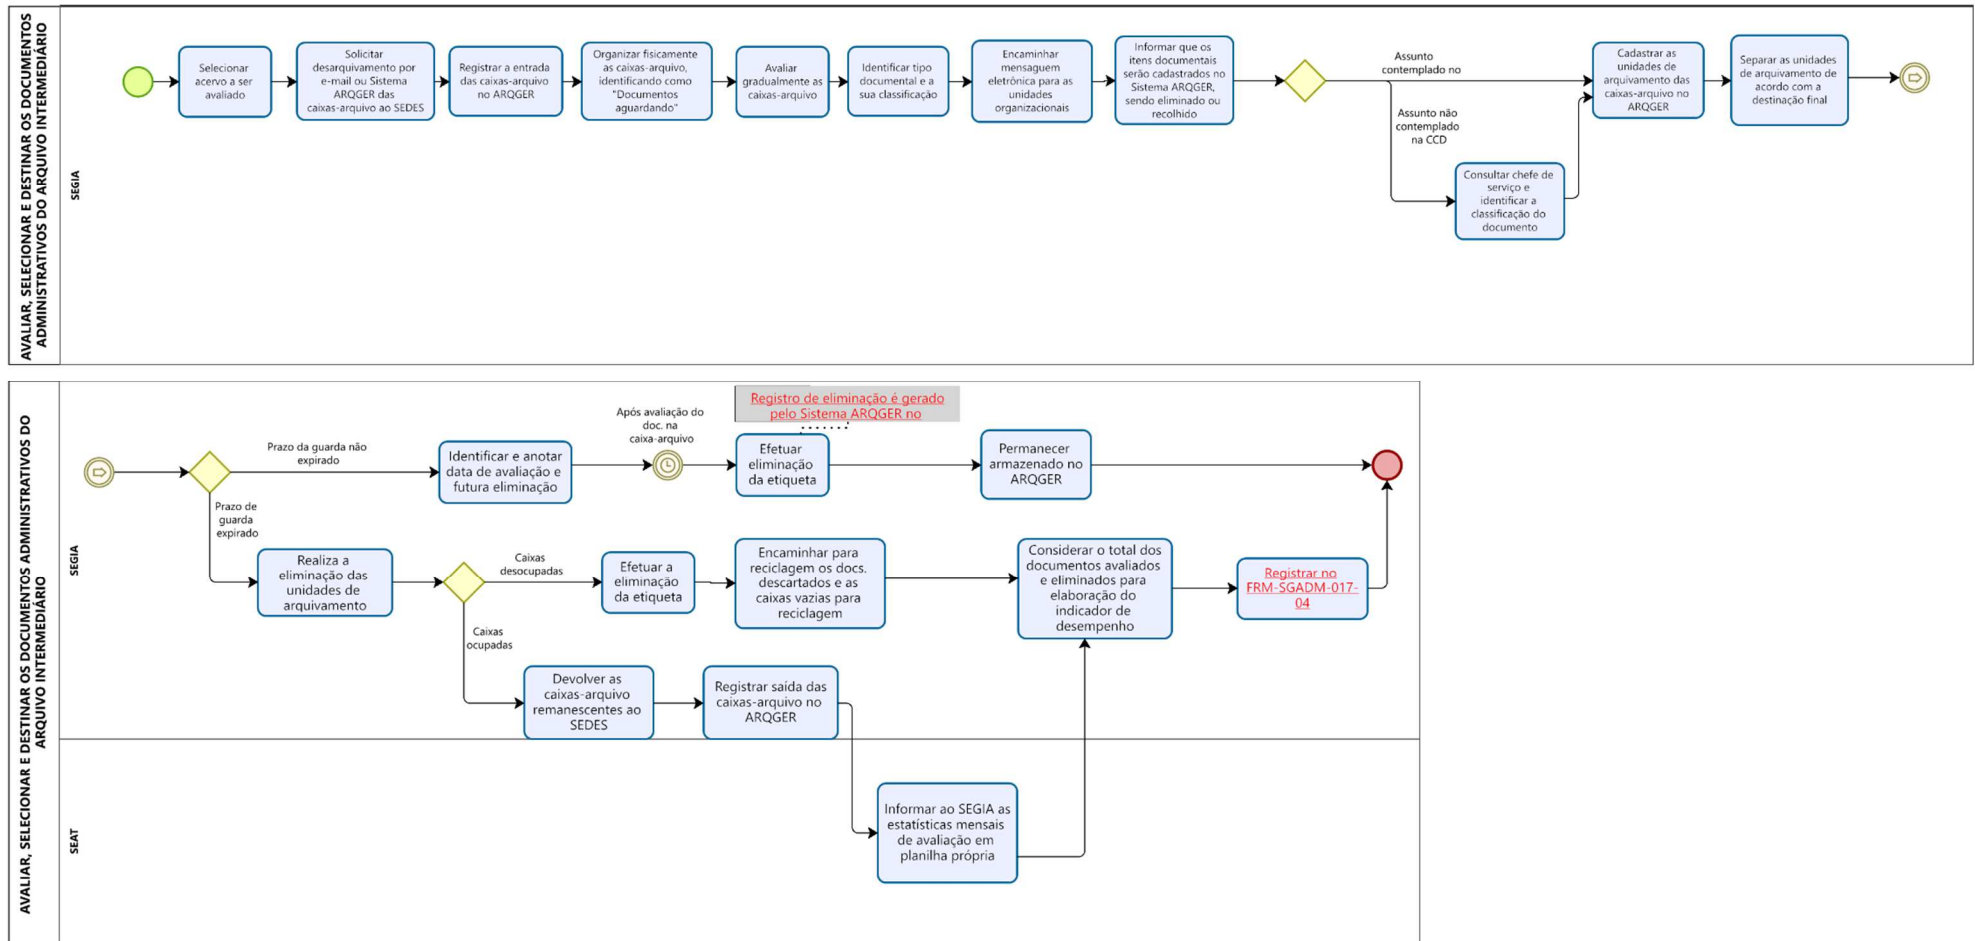 AVALIAR, SELECIONAR E DESTINAR OS DOCUMENTOS
ADMINISTRATIVOS DO ARQUIVO INTERMEDIÁRIO
SEGIA
Selecionar
acervo a ser
avaliado
Solicitar
desarquivamento por
e-mail ou Sistema
ARQGER das
caixas-arquivo ao SEDES
Registrar a entrada
das caixas-arquivo
no ARQGER
Organizar fisicamente
as caixas-arquivo,
identificando como
"Documentos
aguardando"
Avaliar
gradualmente as
caixas-arquivo
Identificar tipo
documental e a
sua classificação
Encaminhar
mensaguem
eletrônica para as
unidades
organizacionais
Informar que os
itens documentais
serão cadastrados no
Sistema ARQGER,
sendo eliminado ou
recolhido
Assunto
contemplado no
Assunto não
contemplado
na CCD
Consultar chefe de
serviço e
identificar a
classificação do
documento
Cadastrar as
unidades de
arquivamento das
caixas-arquivo no
ARQGER
Separar as unidades
de arquivamento de
acordo com a
destinação final
AVALIAR, SELECIONAR E DESTINAR OS DOCUMENTOS ADMINISTRATIVOS DO
ARQUIVO INTERMEDIÁRIO
SEGIA
Prazo da guarda não
expirado
Identificar e anotar
data de avaliação e
futura eliminação
Após avaliação do
doc. na
caixa-arquivo
Registro de eliminação é gerado
pelo Sistema ARQGER no
Efetuar
eliminação
da etiqueta
Permanecer
armazenado no
ARQGER
Prazo de
guarda
expirado
Realiza a
eliminação das
unidades de
arquivamento
Caixas
desocupadas
Efetuar a
eliminação
da etiqueta
Encaminhar para
reciclagem os docs.
descartados e as
caixas vazias para
reciclagem
Considerar o total dos
documentos avaliados
e eliminados para
elaboração do
indicador de
desempenho
Registrar no
FRM-SGADM-017-
04
Caixas
ocupadas
Devolver as
caixas-arquivo
remanescentes ao
SEDES
Registrar saída das
caixas-arquivo no
ARQGER
SEAT
Informar ao SEGIA as
estatísticas mensais
de avaliação em
planilha própria